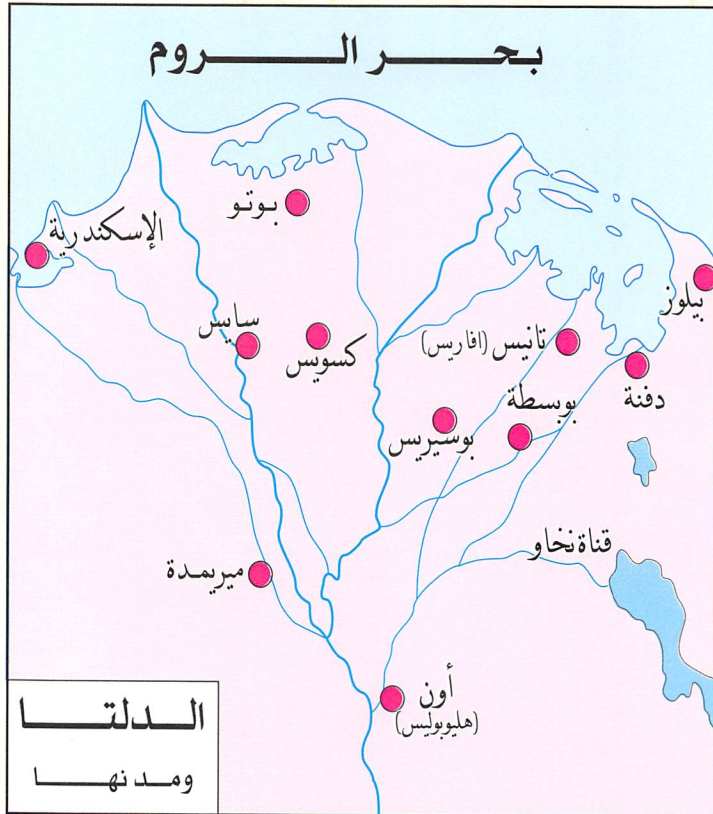 بحر الروم
بوتو
الإسكندرية
بيلوز
سايس
كسويس
تانيس (افاريس)
دفنة
بوبسطة
بوسيريس
قناة نخاو
ميريمدة
أون
(هليوبوليس)
الدلتا
ومدنها